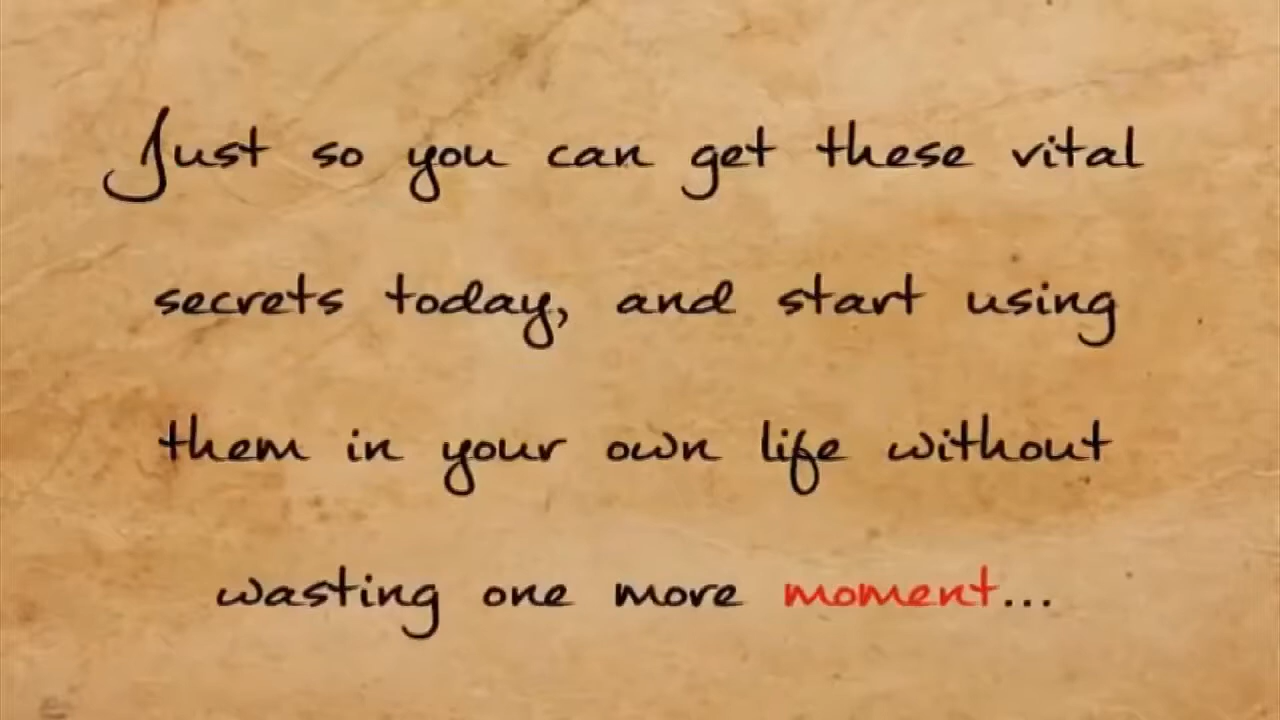 Just so you can get these vital
secrets today, and start using
them in your own life without
wasting one more moment...